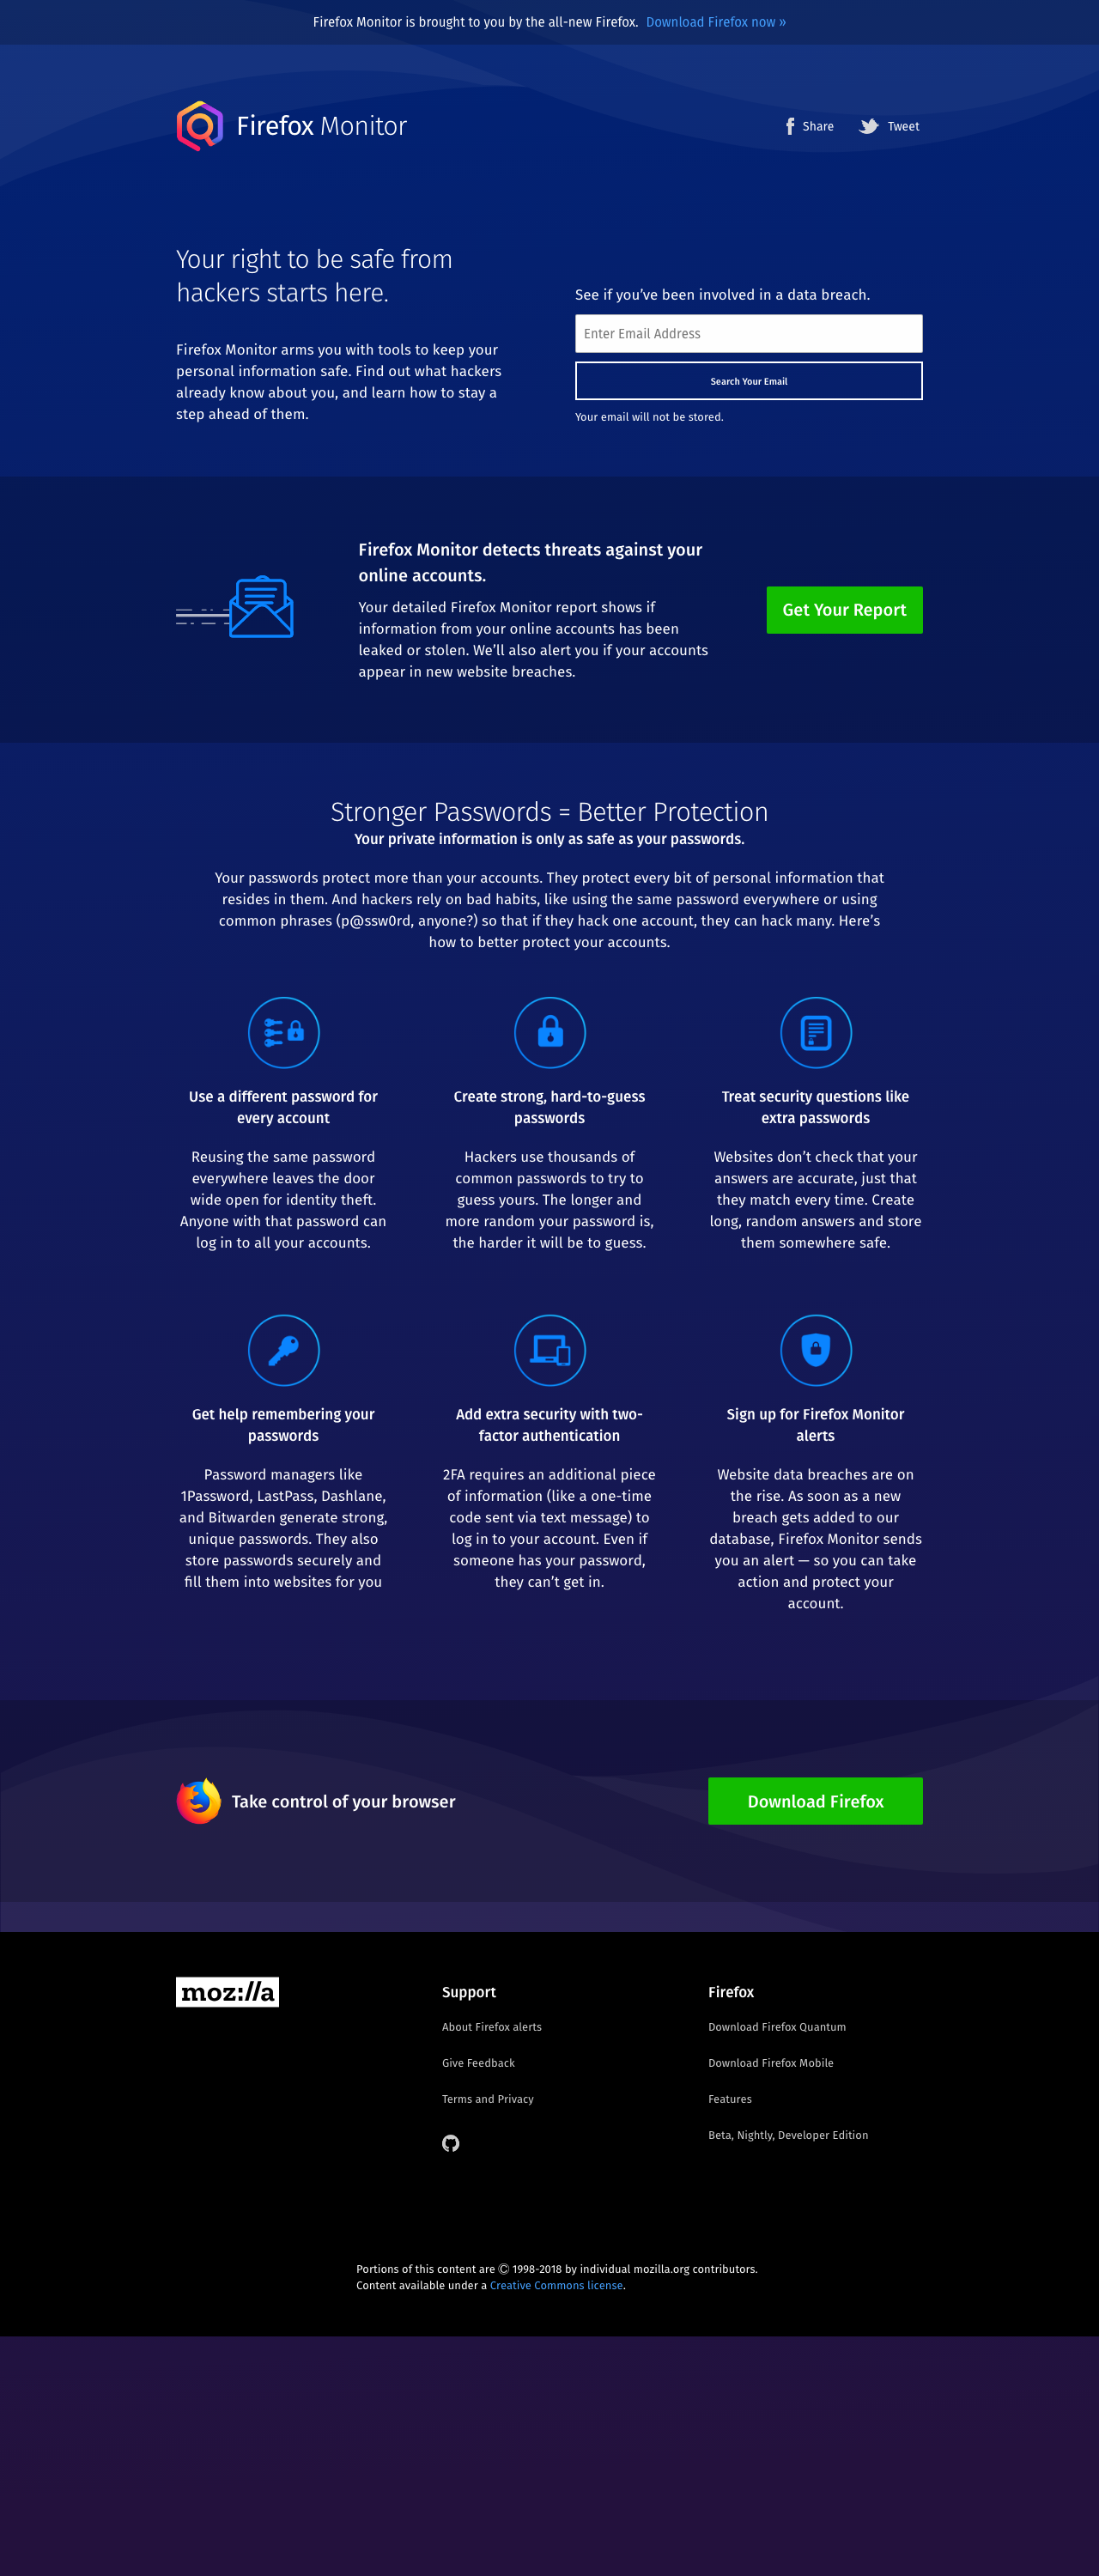 Firefox Monitor is brought to you by the all-new Firefox. Download Firefox now »
Firefox Monitor
Share
Tweet
Your right to be safe from
hackers starts here.
Firefox Monitor arms you with tools to keep your
personal information safe. Find out what hackers
already know about you, and learn how to stay a
step ahead of them.
See if you’ve been involved in a data breach.
Enter Email Address
Search Your Email
Your email will not be stored.
Firefox Monitor detects threats against your
online accounts.
Your detailed Firefox Monitor report shows if
information from your online accounts has been
leaked or stolen. We’ll also alert you if your accounts
appear in new website breaches.
Get Your Report
Stronger Passwords = Better Protection
Your private information is only as safe as your passwords.
Your passwords protect more than your accounts. They protect every bit of personal information that
resides in them. And hackers rely on bad habits, like using the same password everywhere or using
common phrases (p@ssw0rd, anyone?) so that if they hack one account, they can hack many. Here’s
how to better protect your accounts.
Use a different password for
every account
Reusing the same password
everywhere leaves the door
wide open for identity theft.
Anyone with that password can
log in to all your accounts.
Create strong, hard-to-guess
passwords
Hackers use thousands of
common passwords to try to
guess yours. The longer and
more random your password is,
the harder it will be to guess.
Treat security questions like
extra passwords
Websites don’t check that your
answers are accurate, just that
they match every time. Create
long, random answers and store
them somewhere safe.
Get help remembering your
passwords
Password managers like
1Password, LastPass, Dashlane,
and Bitwarden generate strong,
unique passwords. They also
store passwords securely and
fill them into websites for you
Add extra security with two-
factor authentication
2FA requires an additional piece
of information (like a one-time
code sent via text message) to
log in to your account. Even if
someone has your password,
they can’t get in.
Sign up for Firefox Monitor
alerts
Website data breaches are on
the rise. As soon as a new
breach gets added to our
database, Firefox Monitor sends
you an alert — so you can take
action and protect your
account.
Take control of your browser
Download Firefox
moz://a
Support
About Firefox alerts
Give Feedback
Terms and Privacy
Firefox
Download Firefox Quantum
Download Firefox Mobile
Features
Beta, Nightly, Developer Edition
Portions of this content are © 1998-2018 by individual mozilla.org contributors.
Content available under a Creative Commons license.